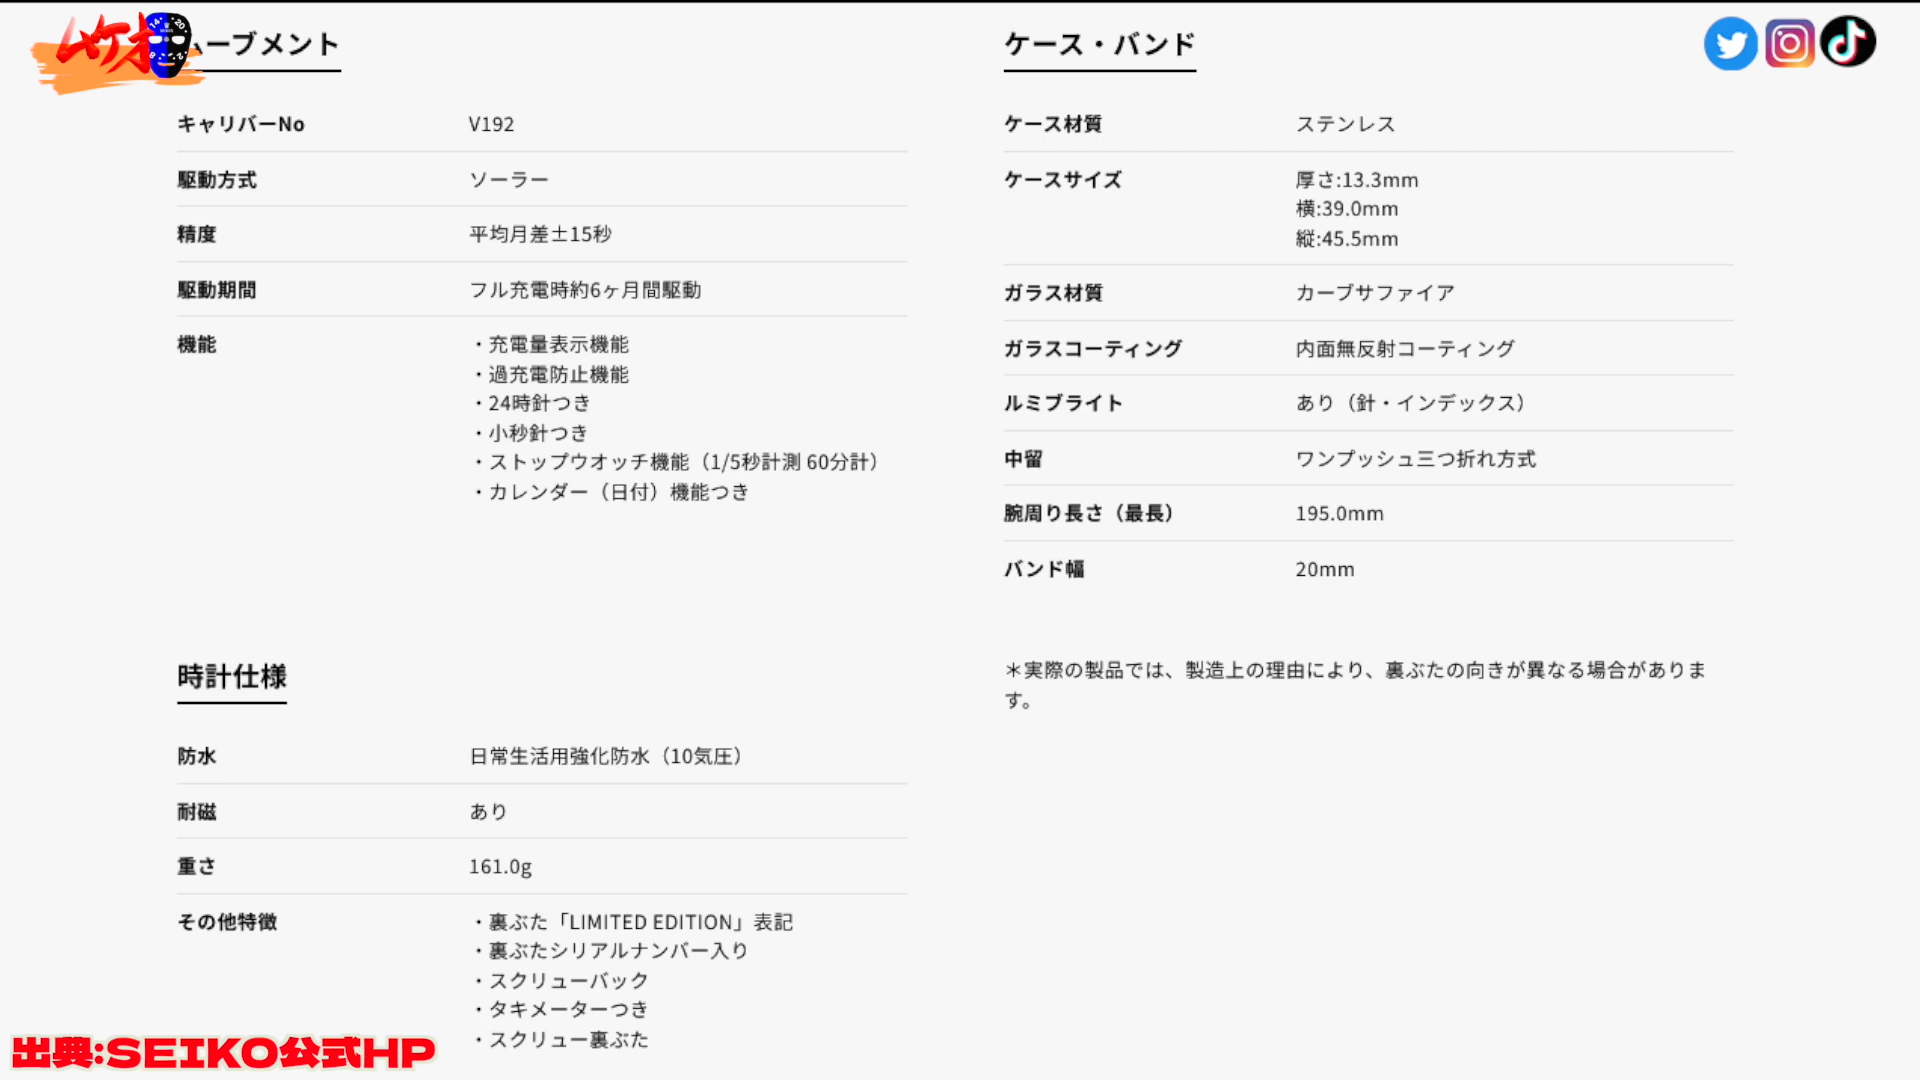 ーブメント
キャリバーNo V192
駆動方式 ソーラー
精度 平均月差±15秒
駆動期間 フル充電時約6ヶ月間駆動
機能 ・充電量表示機能
・過充電防止機能
・24時針つき
・小秒針つき
・ストップウオッチ機能（1/5秒計測 60分計）
・カレンダー（日付）機能つき
時計仕様
防水 日常生活用強化防水（10気圧）
耐磁 あり
重さ 161.0g
その他特徴 ・裏ぶた「LIMITED EDITION」表記
・裏ぶたシリアルナンバー入り
・スクリューバック
・タキメーターつき
・スクリュー裏ぶた
ケース・バンド
ケース材質 ステンレス
ケースサイズ 厚さ:13.3mm
横:39.0mm
縦:45.5mm
ガラス材質 カーブサファイア
ガラスコーティング 内面無反射コーティング
ルミブライト あり（針・インデックス）
中留 ワンプッシュ三つ折れ方式
腕周り長さ（最長） 195.0mm
バンド幅 20mm
＊実際の製品では、製造上の理由により、裏ぶたの向きが異なる場合がありま
す。
出典:SEIKO公式HP